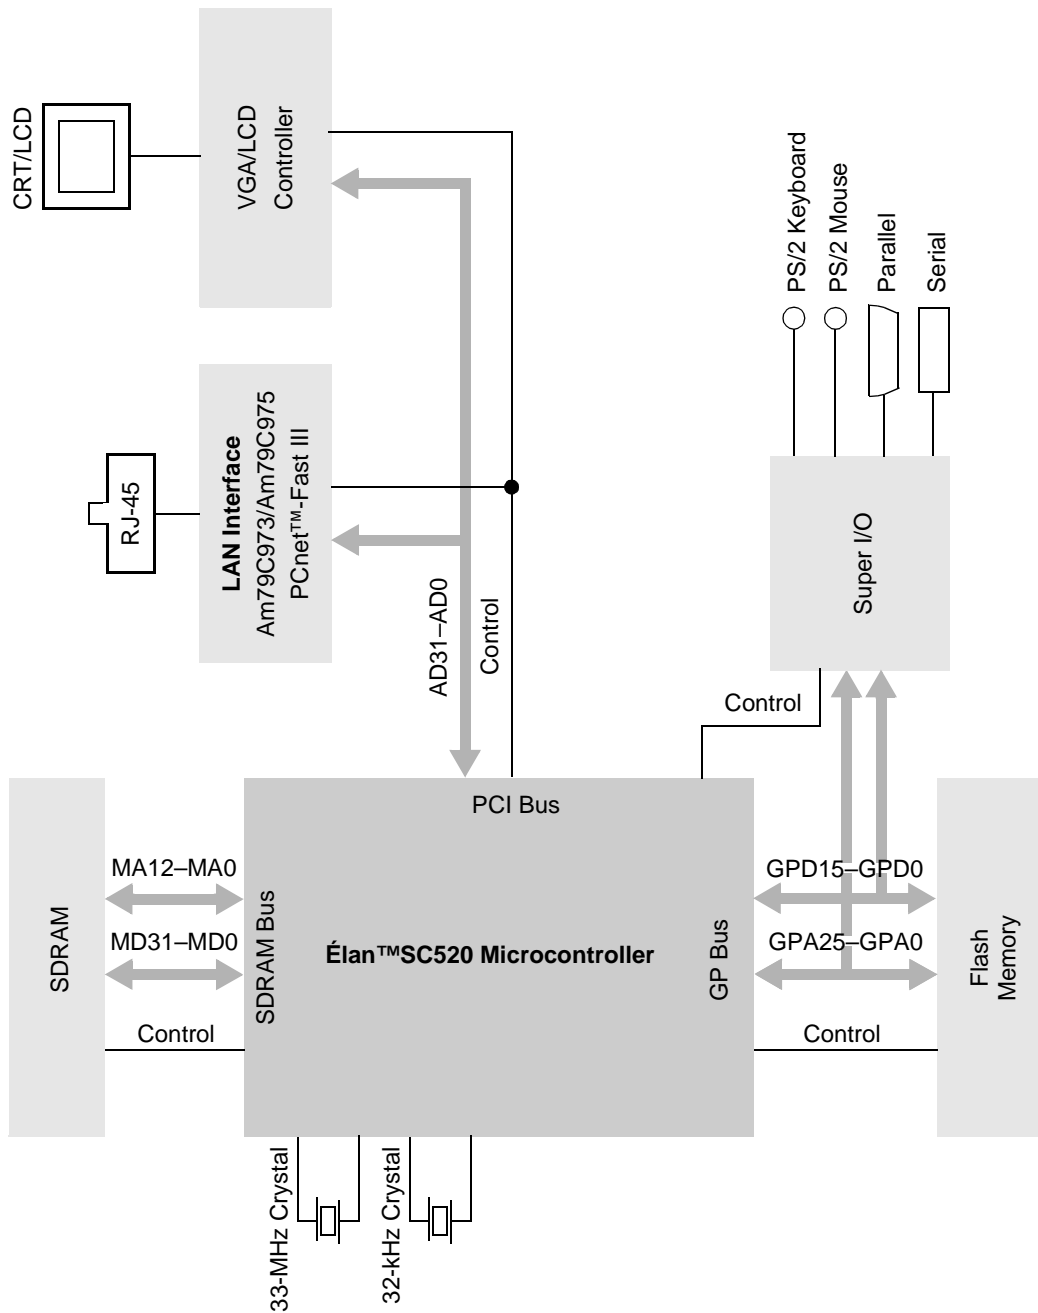 CRT/LCD
VGA/LCD
Controller
RJ-45
LAN Interface
Am79C973/Am79C975
PCnet™-Fast III
AD31–AD0
Control
PS/2 Keyboard
PS/2 Mouse
Parallel
Serial
Super I/O
Control
SDRAM
MA12–MA0
MD31–MD0
Control
SDRAM Bus
PCI Bus
Élan™SC520 Microcontroller
GP Bus
GPD15–GPD0
GPA25–GPA0
Control
Flash
Memory
33-MHz Crystal
32-kHz Crystal